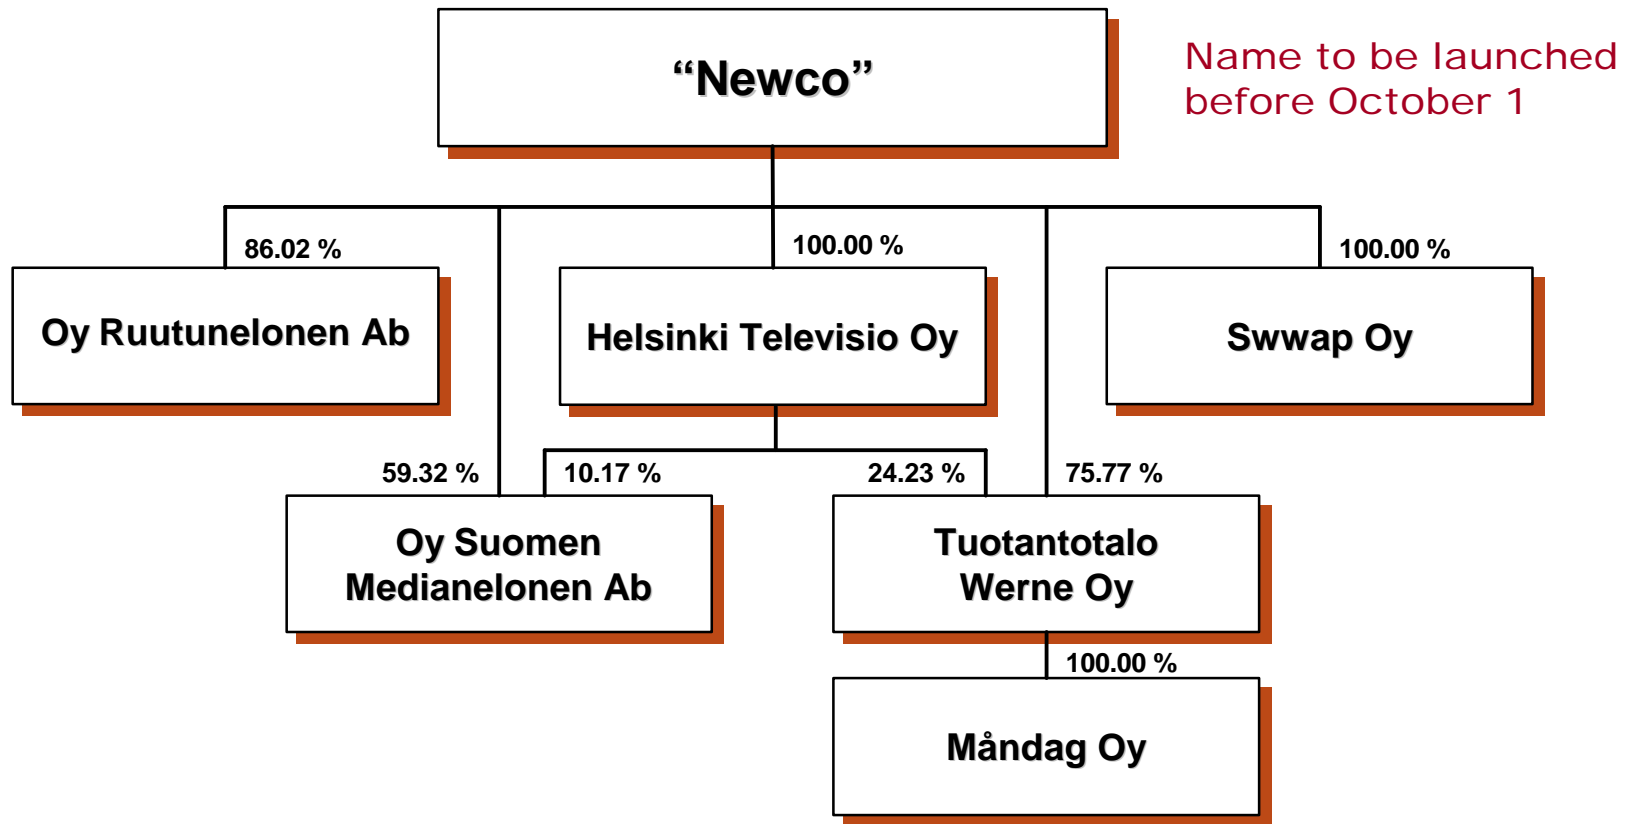 “Newco”
Name to be launched
before October 1
86.02 %
100.00 %
100.00 %
Oy Ruutunelonen Ab
Helsinki Televisio Oy
Swwap Oy
59.32 %
10.17 %
24.23 %
75.77 %
Oy Suomen
Medianelonen Ab
Tuotantotalo
Werne Oy
100.00 %
Måndag Oy